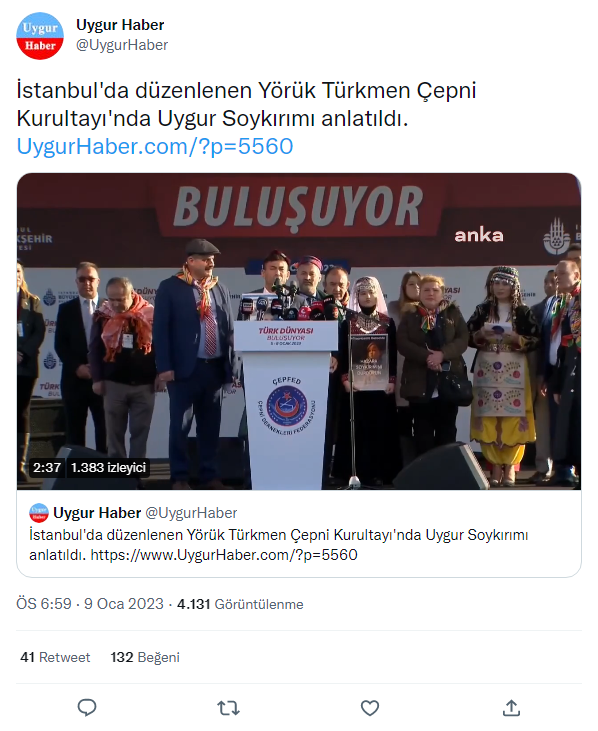 Uygur
Haber
Uygur Haber
@UygurHaber
İstanbul'da düzenlenen Yörük Türkmen Çepni
Kurultayı'nda Uygur Soykırımı anlatıldı.
UygurHaber.com/?p=5560
BULUŞUYOR
anka
TÜRK DÜNYASI
BULUŞUYOR
ÇEPFED
ÇEPNİ DERNEKLERİ FEDERASYONU
2:37 1.383 izleyici
Uygur Haber @UygurHaber
İstanbul'da düzenlenen Yörük Türkmen Çepni Kurultayı'nda Uygur Soykırımı
anlatıldı. https://www.UygurHaber.com/?p=5560
ÖS 6:59 · 9 Oca 2023 · 4.131 Görüntülenme
41 Retweet 132 Beğeni